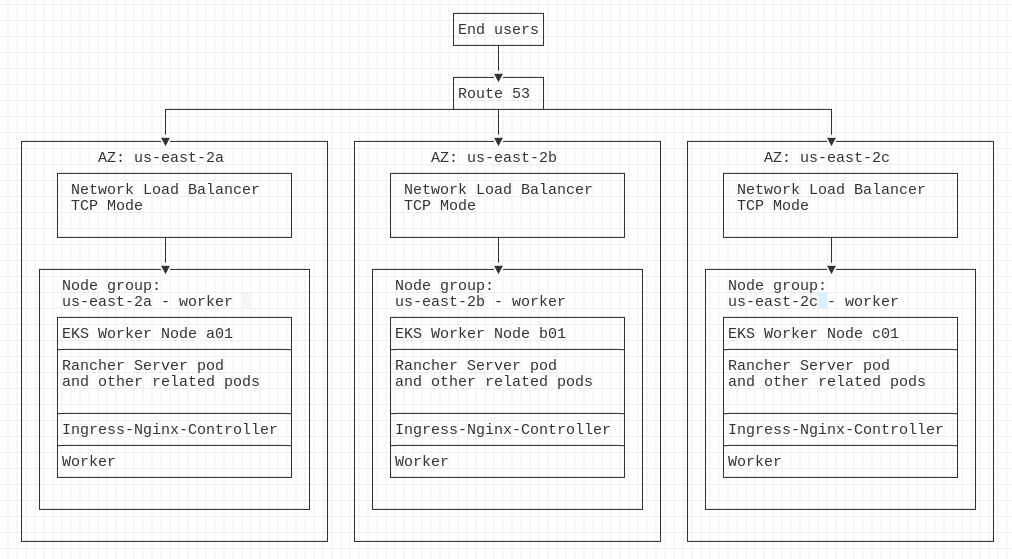 End users
Route 53
AZ: us-east-2a
Network Load Balancer
TCP Mode
Node group:
us-east-2a - worker
EKS Worker Node a01
Rancher Server pod
and other related pods
Ingress-Nginx-Controller
Worker
AZ: us-east-2b
Network Load Balancer
TCP Mode
Node group:
us-east-2b - worker
EKS Worker Node b01
Rancher Server pod
and other related pods
Ingress-Nginx-Controller
Worker
AZ: us-east-2c
Network Load Balancer
TCP Mode
Node group:
us-east-2c - worker
EKS Worker Node c01
Rancher Server pod
and other related pods
Ingress-Nginx-Controller
Worker